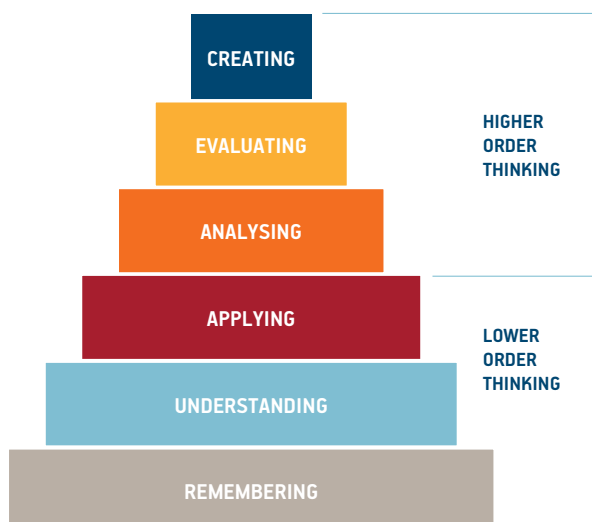 CREATING
EVALUATING
ANALYSING
HIGHER
ORDER
THINKING
APPLYING
UNDERSTANDING
REMEMBERING
LOWER
ORDER
THINKING